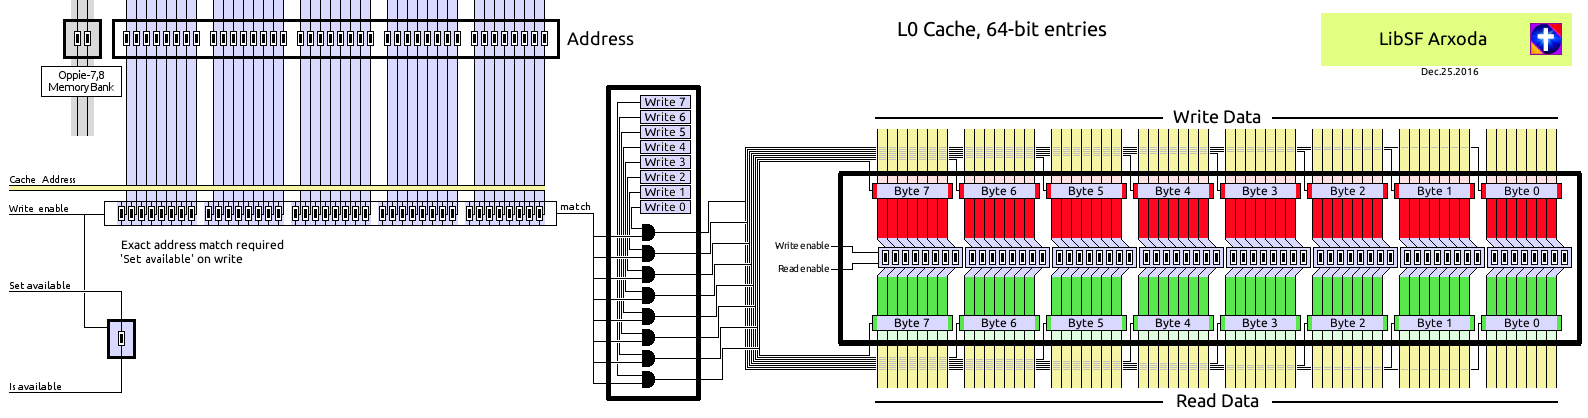 L0 Cache, 64-bit entries
LibSF Arxoda
Dec.25.2016
Address
Oppie-7,8
Memory Bank
Cache Address
Write enable
match
Exact address match required
'Set available' on write
Set available
Is available
Write 7
Write 6
Write 5
Write 4
Write 3
Write 2
Write 1
Write 0
Write Data
Byte 7 Byte 6 Byte 5 Byte 4 Byte 3 Byte 2 Byte 1 Byte 0
Write enable
Read enable
Byte 7 Byte 6 Byte 5 Byte 4 Byte 3 Byte 2 Byte 1 Byte 0
Read Data